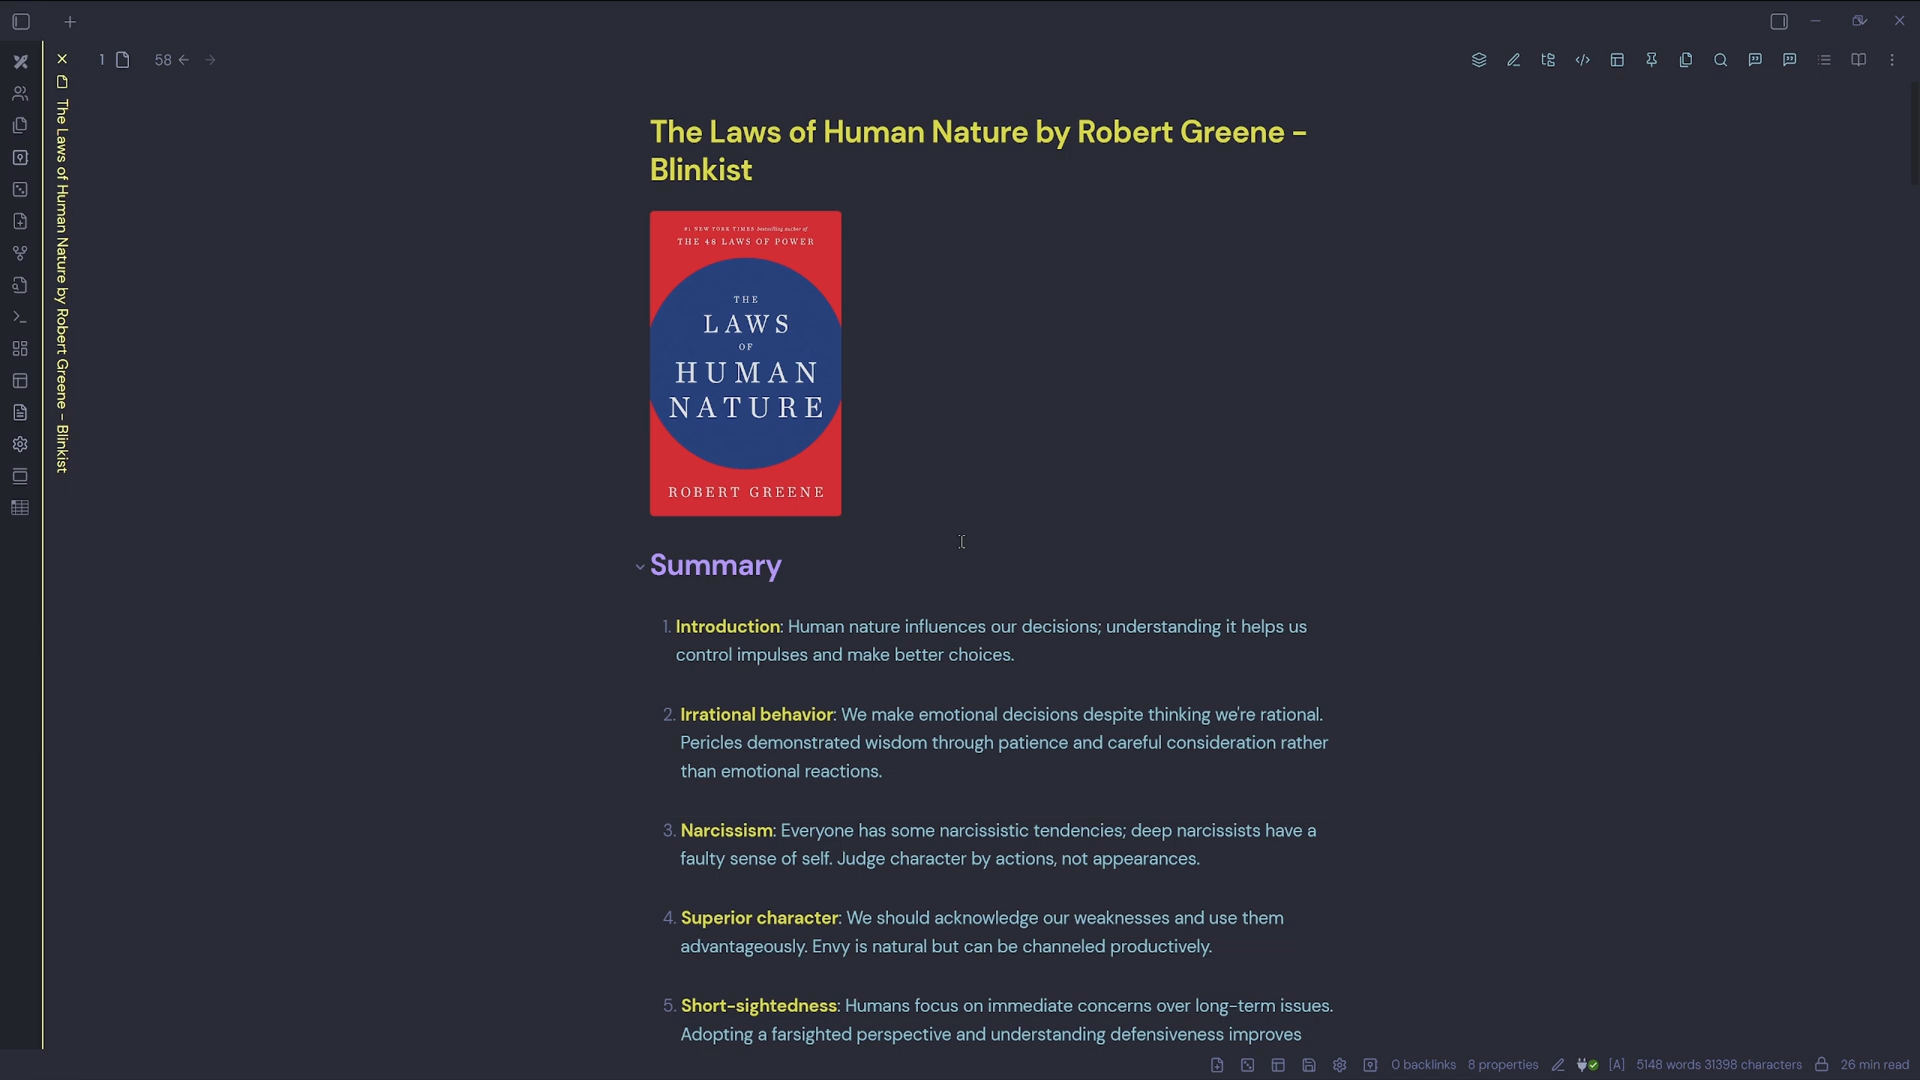 1
58
The Laws of Human Nature by Robert Greene - Blinkist
The Laws of Human Nature by Robert Greene -
Blinkist
#1 NEW YORK TIMES bestselling author of
THE 48 LAWS OF POWER
THE
LAWS
OF
HUMAN
NATURE
ROBERT GREENE
Summary
1. Introduction: Human nature influences our decisions; understanding it helps us
control impulses and make better choices.
2. Irrational behavior: We make emotional decisions despite thinking we're rational.
Pericles demonstrated wisdom through patience and careful consideration rather
than emotional reactions.
3. Narcissism: Everyone has some narcissistic tendencies; deep narcissists have a
faulty sense of self. Judge character by actions, not appearances.
4. Superior character: We should acknowledge our weaknesses and use them
advantageously. Envy is natural but can be channeled productively.
5. Short-sightedness: Humans focus on immediate concerns over long-term issues.
Adopting a farsighted perspective and understanding defensiveness improves
0 backlinks 8 properties [A] 5148 words 31398 characters 26 min read